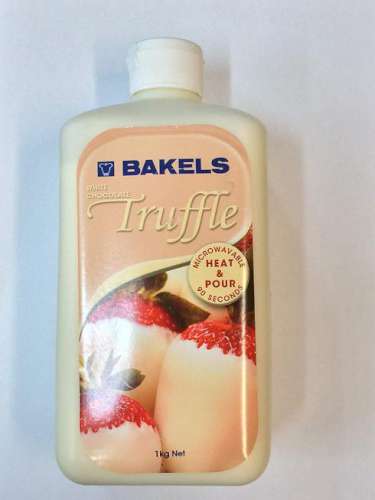 BAKELS
WHITE
CHOCOLATE
Truffle
MICROWAVABLE
HEAT
&
POUR
90 SECONDS
1kg Net